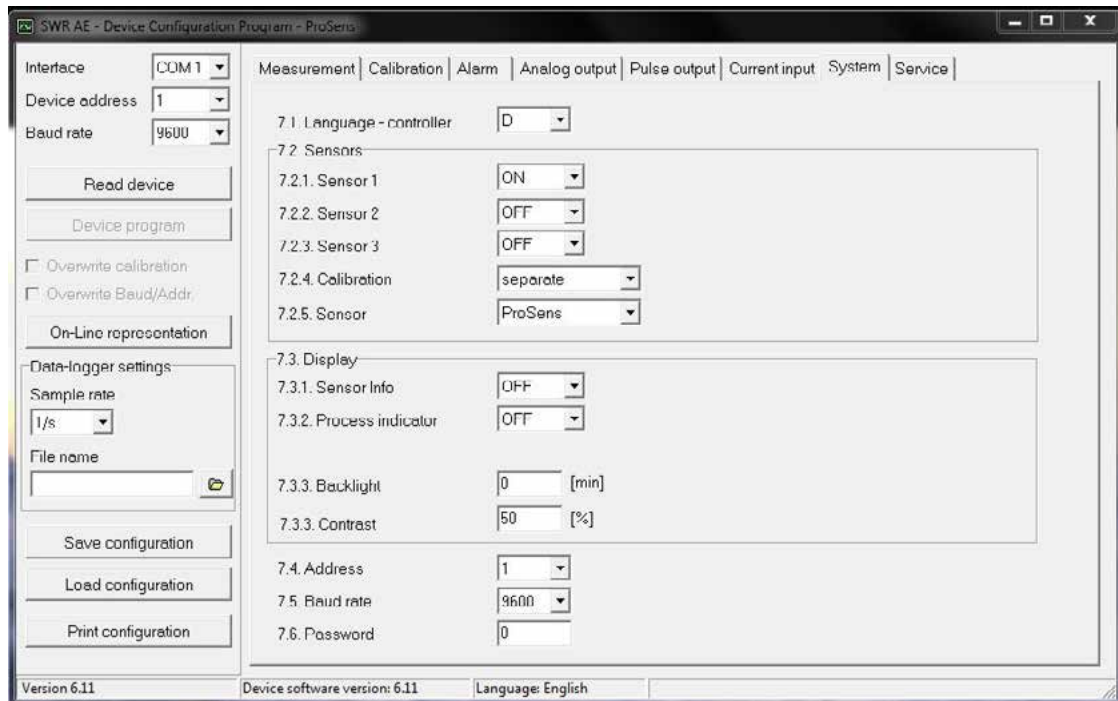 SWR AE - Device Configuration Program - ProSens
Interface COM 1
Device address 1
Baud rate 9600
Read device
Device program
Overwrite calibration
Overwrite Baud/Addr.
On-Line representation
Data-logger settings
Sample rate
1/s
File name
Save configuration
Load configuration
Print configuration
Measurement Calibration Alarm Analog output Pulse output Current input System Service
7.1. Language - controller D
7.2. Sensors
7.2.1. Sensor 1 ON
7.2.2. Sensor 2 OFF
7.2.3. Sensor 3 OFF
7.2.4. Calibration separate
7.2.5. Sensor ProSens
7.3. Display
7.3.1. Sensor Info OFF
7.3.2. Process indicator OFF
7.3.3. Backlight 0 [min]
7.3.3. Contrast 50 [%]
7.4. Address 1
7.5. Baud rate 9600
7.6. Password 0
Version 6.11 Device software version: 6.11 Language: English